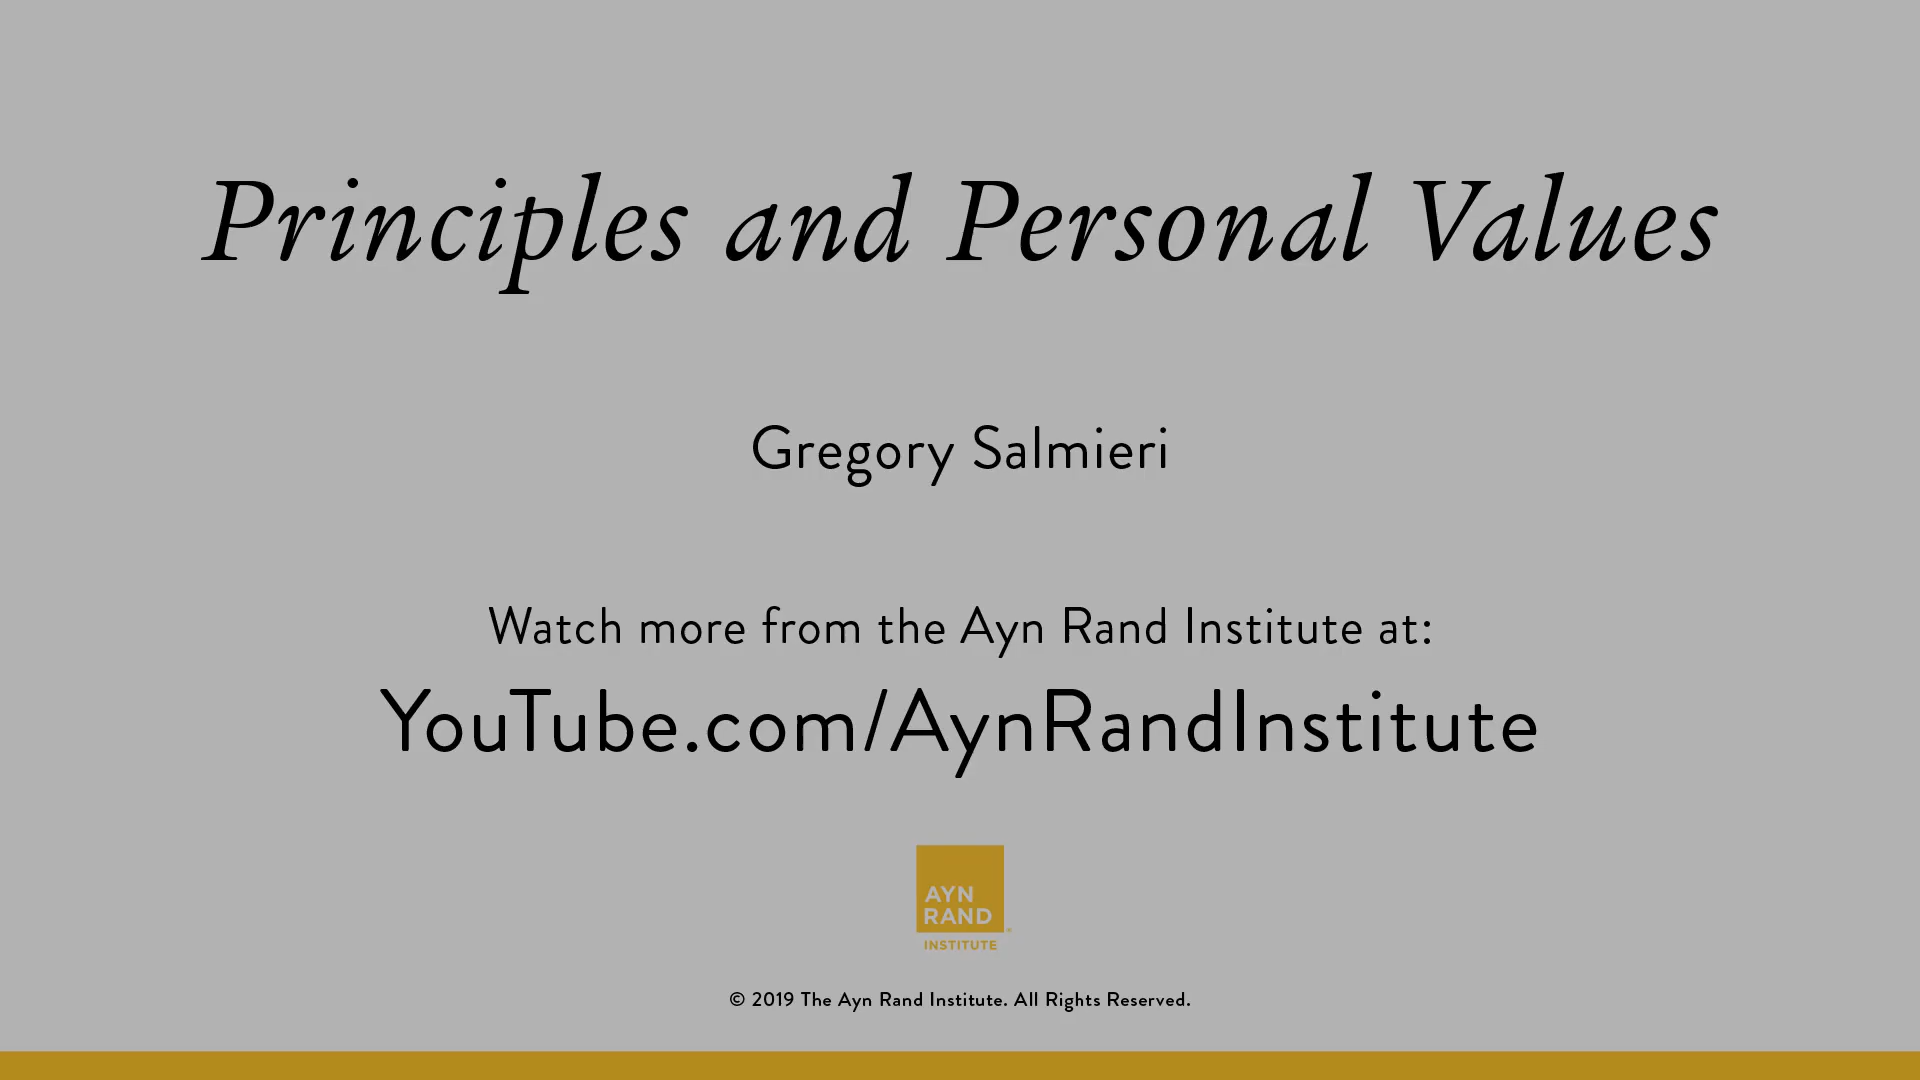 Principles and Personal Values
Gregory Salmieri
Watch more from the Ayn Rand Institute at:
YouTube.com/AynRandInstitute
AYN
RAND
INSTITUTE
© 2019 The Ayn Rand Institute. All Rights Reserved.